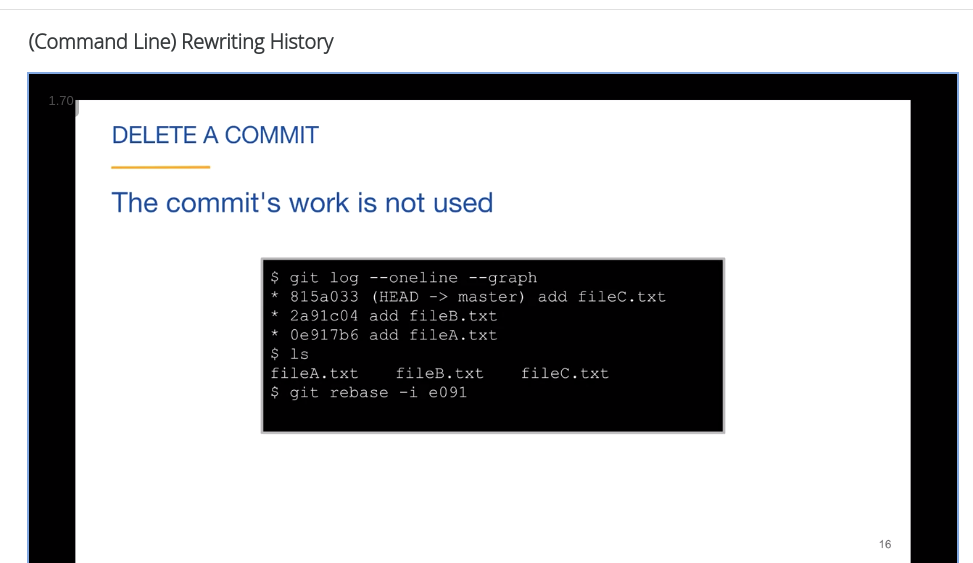 (Command Line) Rewriting History
1.70
DELETE A COMMIT
The commit's work is not used
$ git log --oneline --graph
* 815a033 (HEAD -> master) add fileC.txt
* 2a91c04 add fileB.txt
* 0e917b6 add fileA.txt
$ ls
fileA.txt    fileB.txt    fileC.txt
$ git rebase -i e091
16